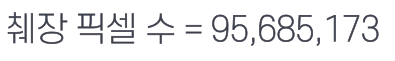 췌장 픽셀 수 = 95,685,173